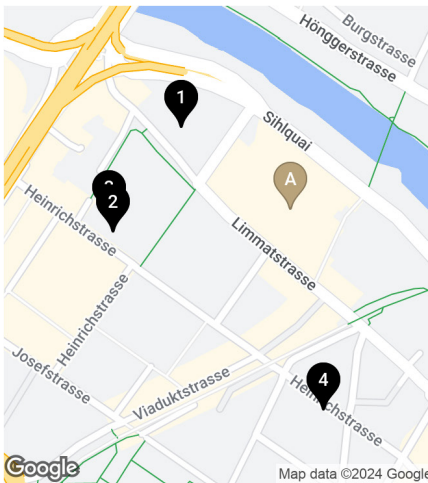 Burgstrasse
Hönggerstrasse
1
Sihlquai
A
2
Heinrichstrasse
Limmatstrasse
Heinrichstrasse
Josefstrasse
Viaduktstrasse
4
Heinrichstrasse
Google
Map data ©2024 Google